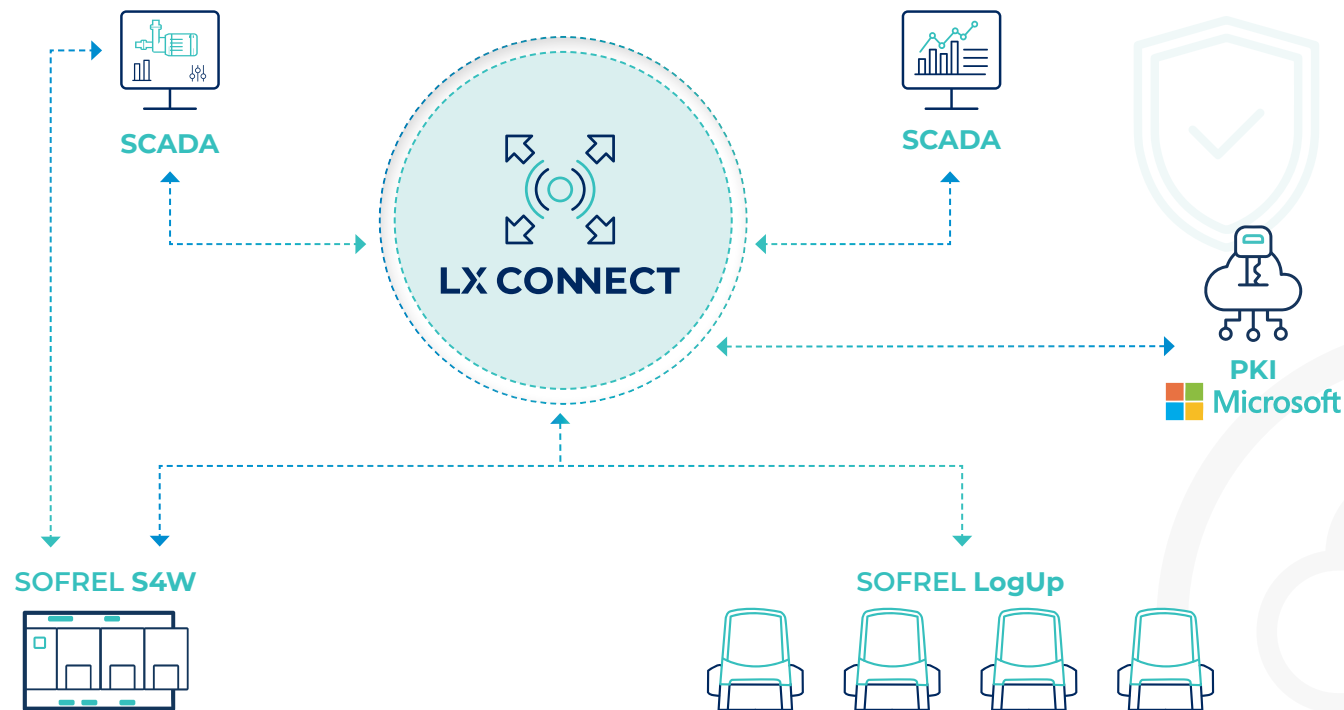 SCADA
SCADA
LX CONNECT
PKI
Microsoft
SOFREL S4W
SOFREL LogUp